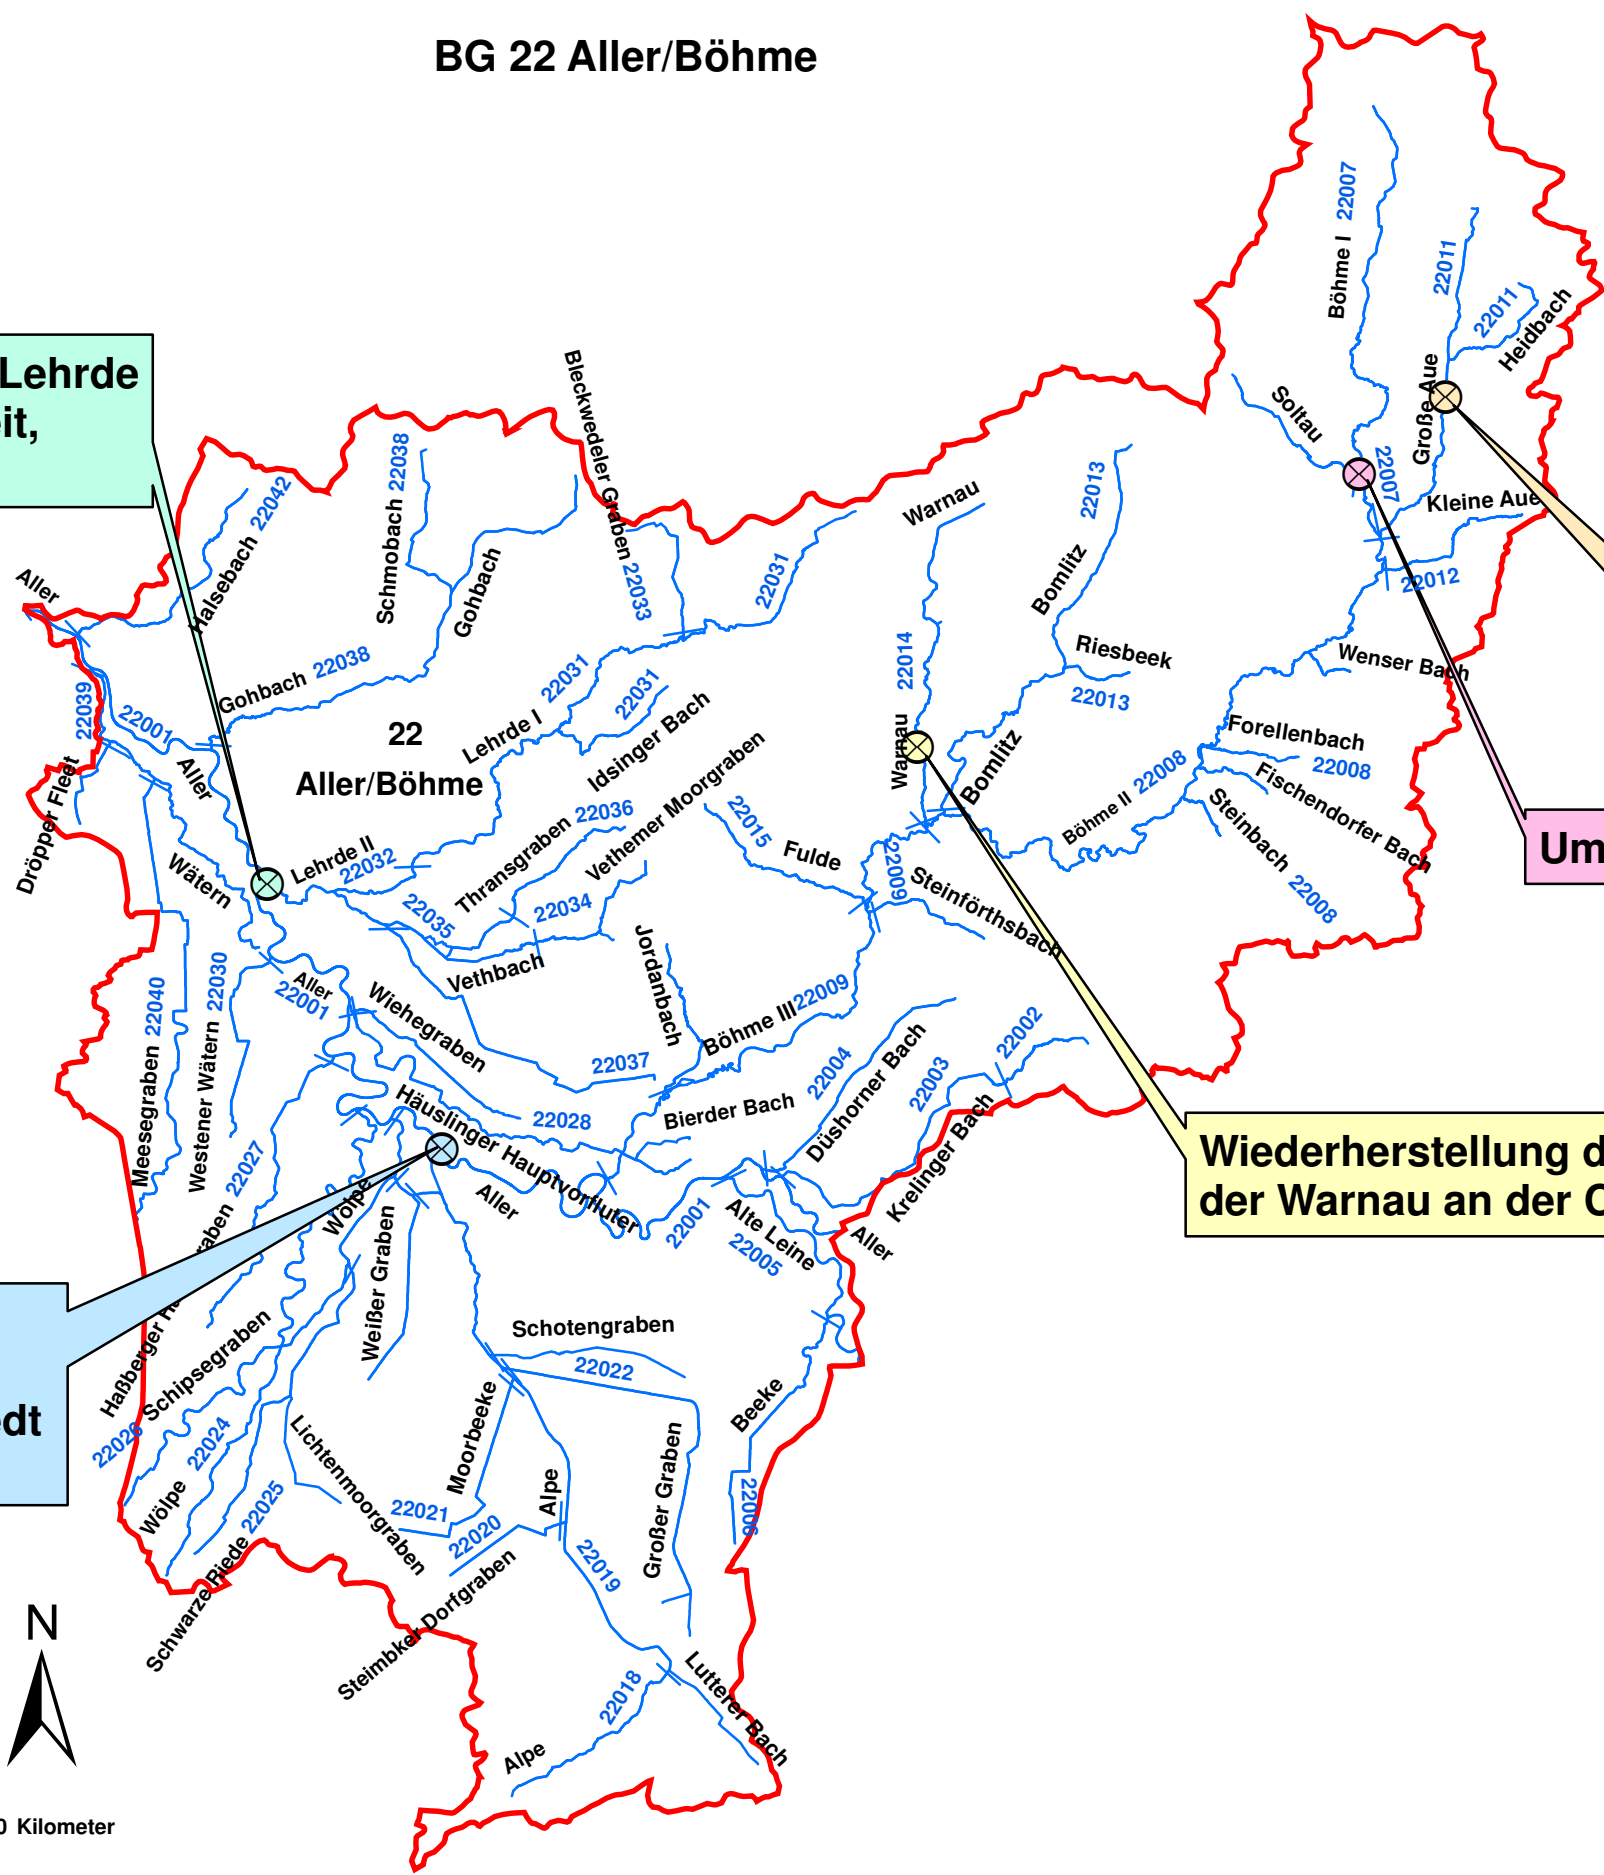 BG 22 Aller/Böhme
Böhme I 22007
22011
22011
Heidbach
Große Aue
Soltau
22007
Kleine Aue
22012
Lehrde
eit,
Bleckwedeler Graben 22033
Schmobach 22038
Halsebach 22042
Gohbach
Aller
22031
Warnau
22013
Bomlitz
Riesbeek
22013
22014
Wenser Bach
Gohbach 22038
22031
22031
Lehrde I
Idsinger Bach
22039
22001
Aller
22
Aller/Böhme
Dröpper Fleet
Warnau
Bomlitz
Forellenbach
22008
Fischendorfer Bach
Böhme II 22008
Steinbach 22008
Thransgraben 22036
Vethemer Moorgraben
22015
Fulde
22009
Steinförthsbach
Um
Wätern
Lehrde II
22032
22035
22034
Vethbach
Jordanbach
Aller
22001
Wiehegraben
Westener Wätern 22030
Meesegraben 22040
Böhme III 22009
22037
22028
22004
Düshorner Bach
22003
22002
Krelinger Bach
Bierder Bach
Häuslinger Hauptvorfluter
Wiederherstellung d
der Warnau an der
22027
Wölpe
Aller
22001
Alte Leine
22005
Aller
Weißer Graben
Haßberger
raben
Schipsegraben
22026
edt
Schotengraben
22022
Beeke
22006
Moorbeeke
Großer Graben
Lichtenmoorgraben
22024
Wölpe
22025
Schwarze Riede
22021
22020
Alpe
22019
Steimbker Dorfgraben
Lutterer Bach
22018
Alpe
N
0 Kilometer